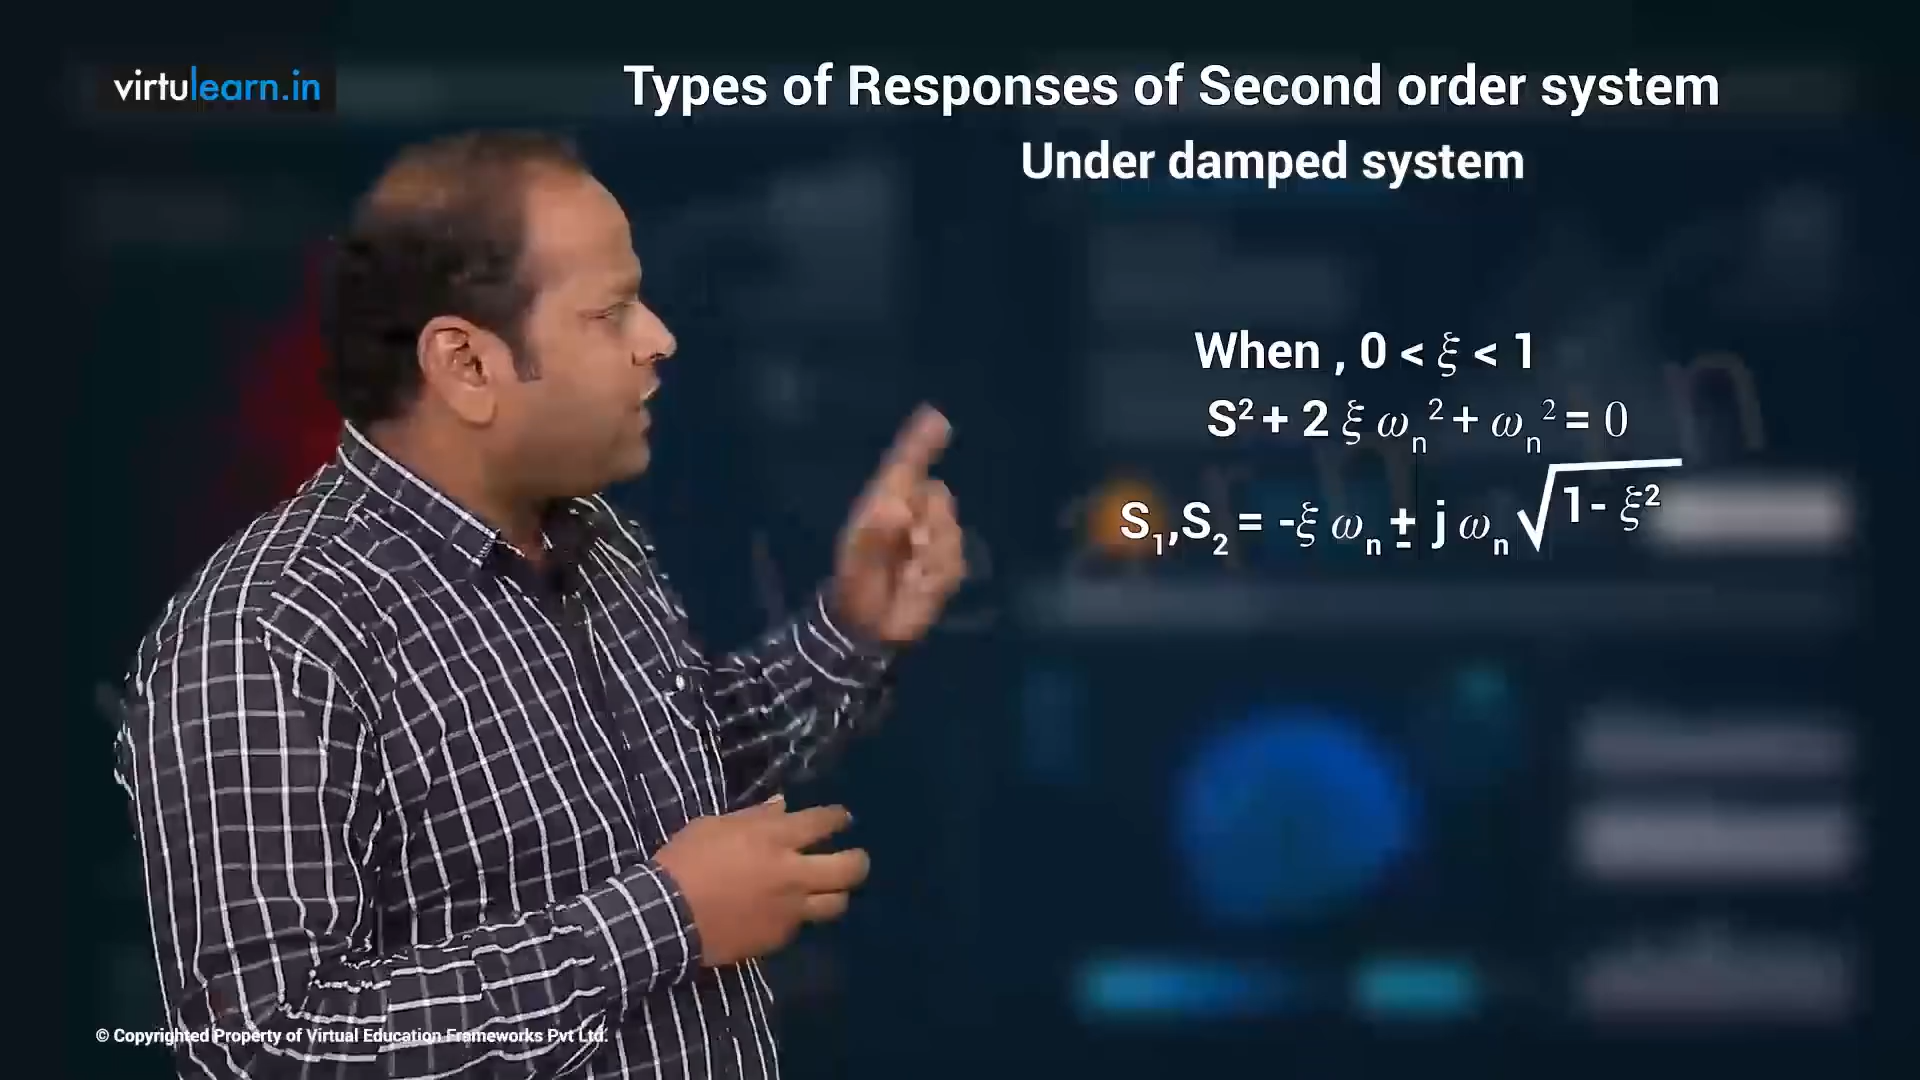 virtulearn.in
Types of Responses of Second order system
Under damped system
When , 0 < ξ < 1
S² + 2 ξ ωₙ² + ωₙ² = 0
S₁,S₂ = -ξ ωₙ ± j ωₙ √1- ξ²
© Copyrighted Property of Virtual Education Frameworks Pvt Ltd.